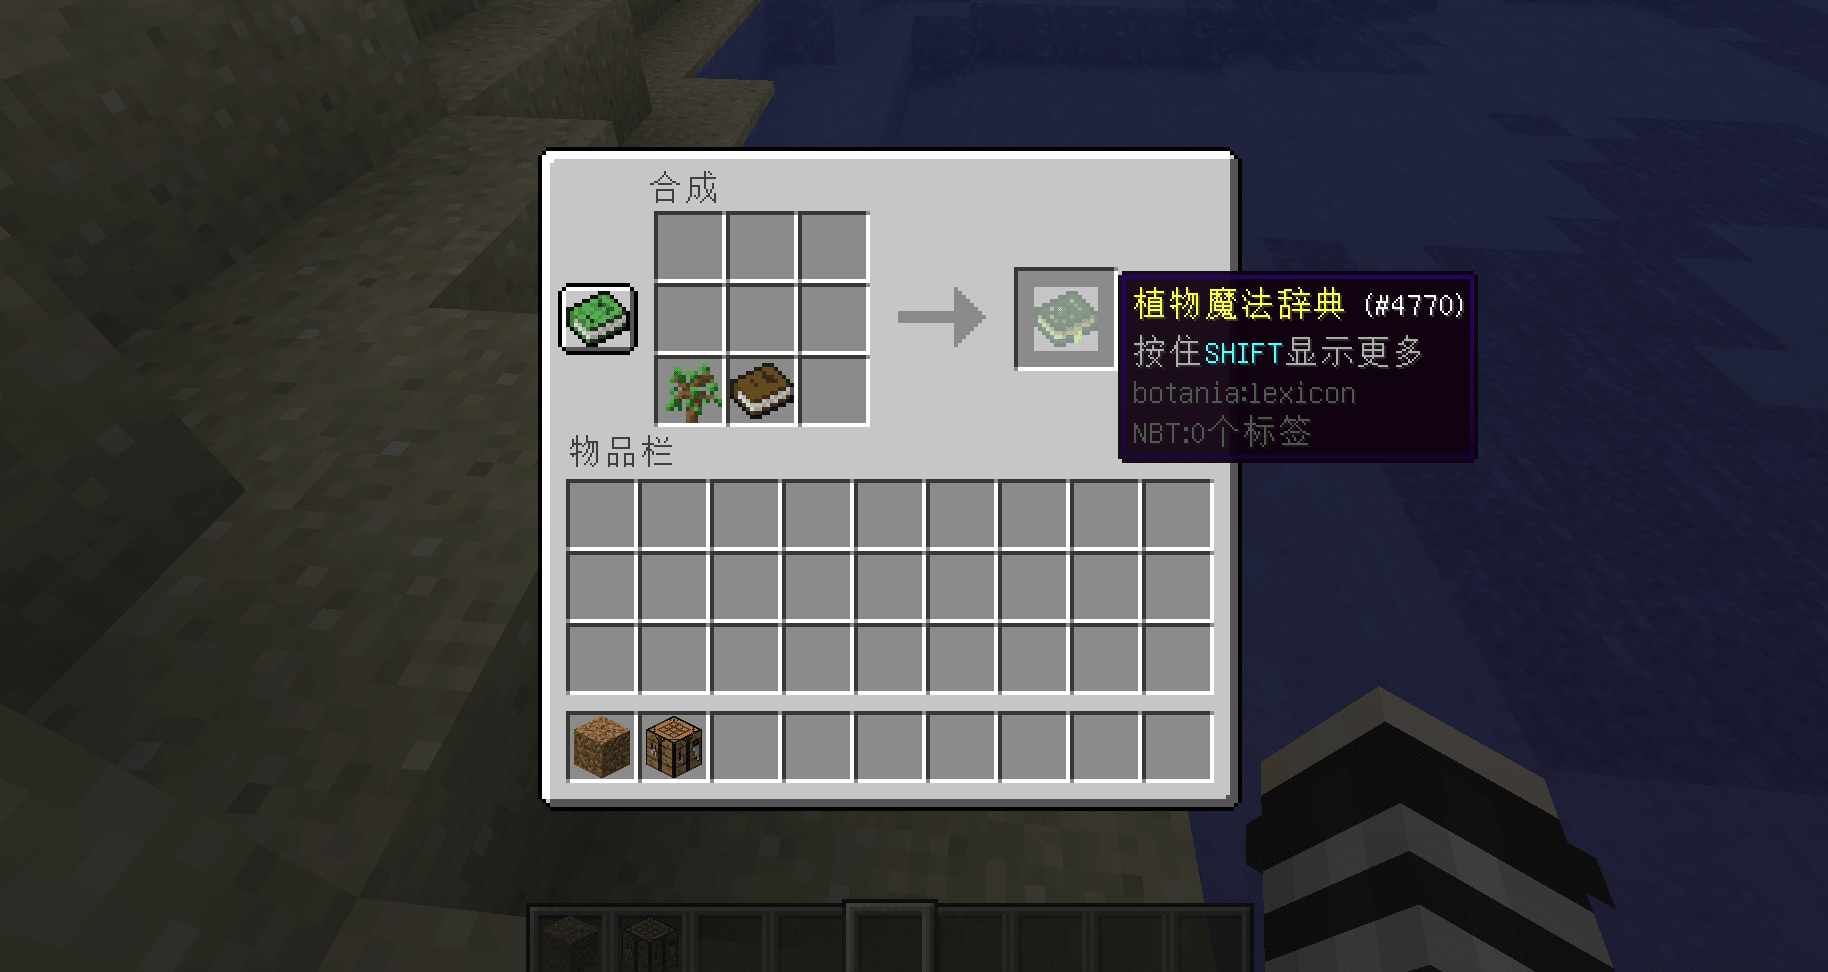 合成
植物魔法辞典 (#4770)
按住SHIFT显示更多
botania:lexicon
NBT:0个标签
物品栏